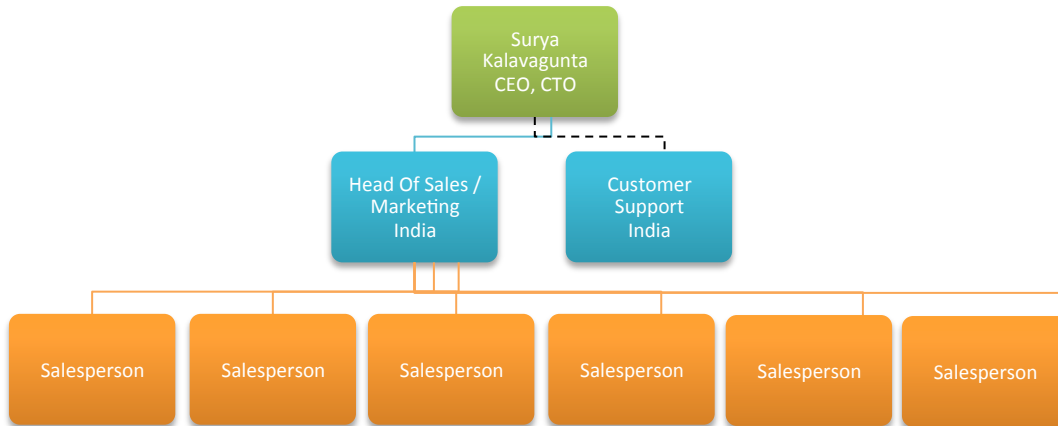 Surya
Kalavagunta
CEO, CTO
Head Of Sales /
Marketing
India
Customer
Support
India
Salesperson
Salesperson
Salesperson
Salesperson
Salesperson
Salesperson